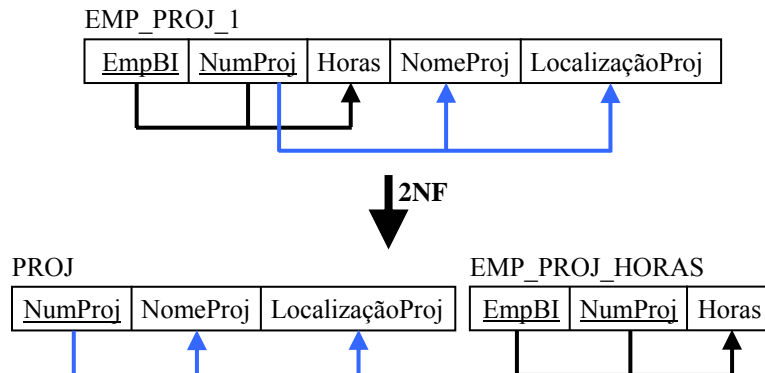 EMP_PROJ_1
EmpBI NumProj Horas NomeProj LocalizaçãoProj
2NF
PROJ EMP_PROJ_HORAS
NumProj NomeProj LocalizaçãoProj EmpBI NumProj Horas